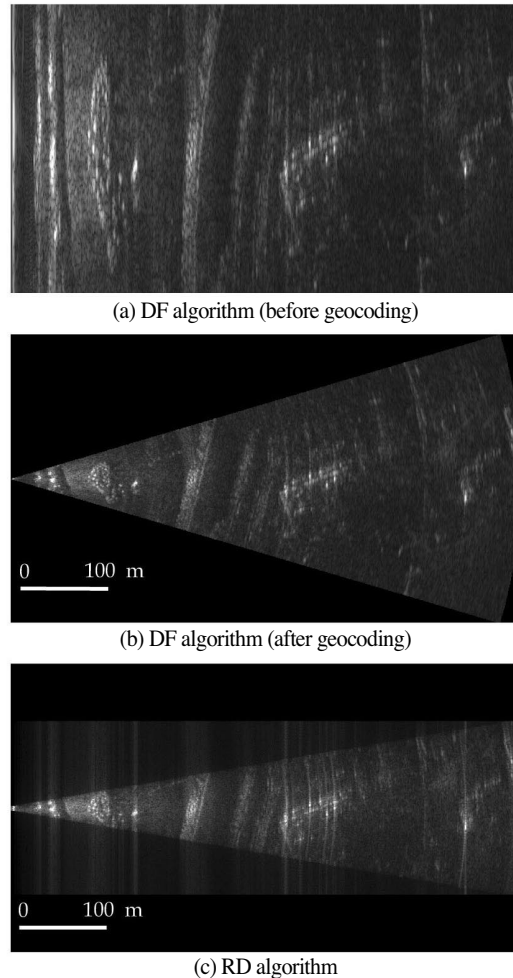 (a) DF algorithm (before geocoding)
0 100 m
(b) DF algorithm (after geocoding)
0 100 m
(c) RD algorithm